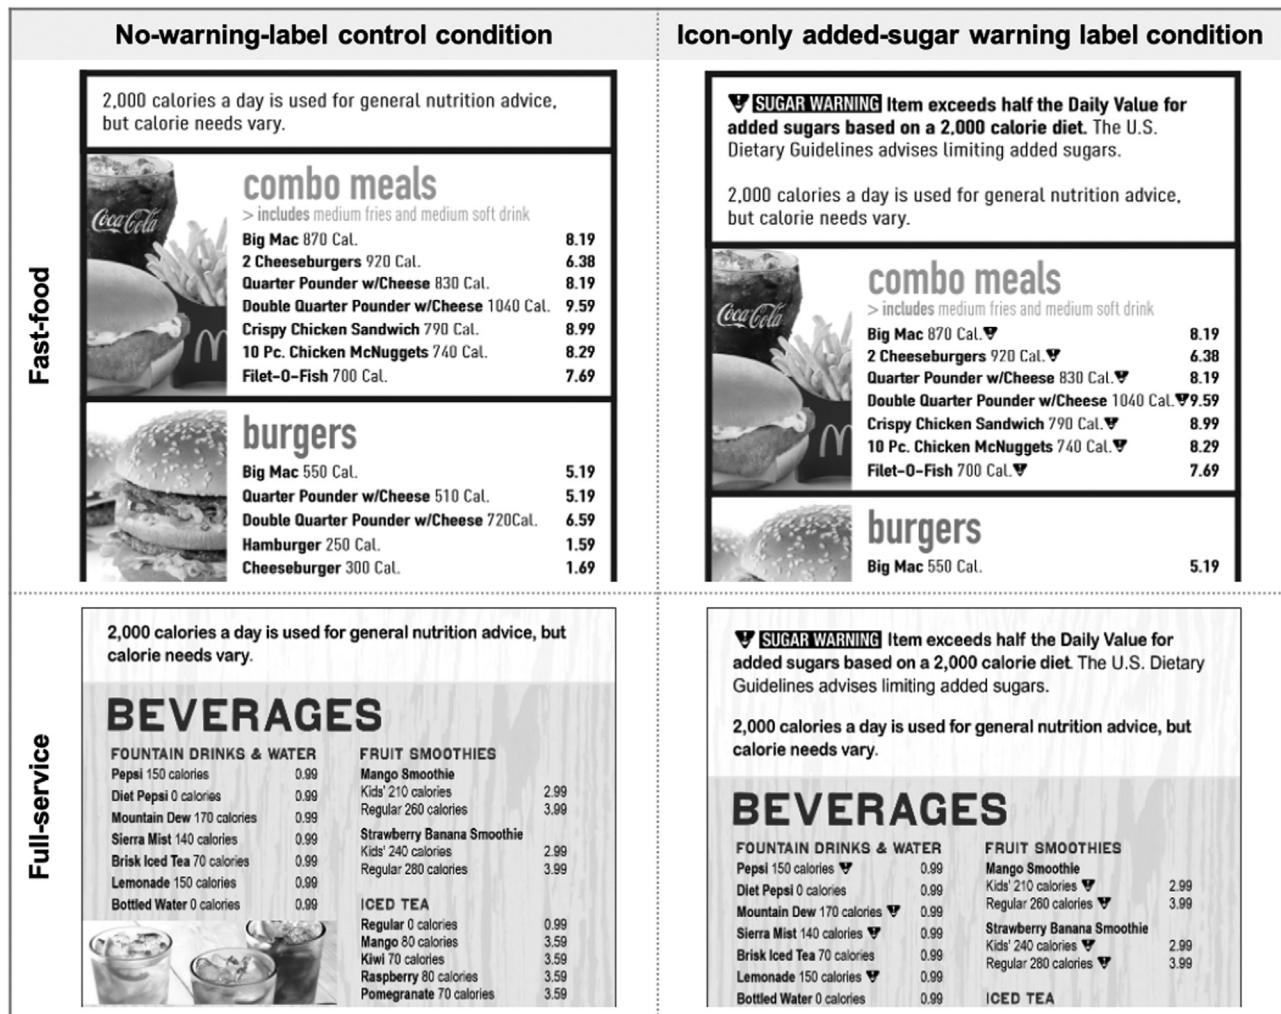 No-warning-label control condition
Icon-only added-sugar warning label condition
Fast-food
2,000 calories a day is used for general nutrition advice,
but calorie needs vary.
Coca-Cola
combo meals
> includes medium fries and medium soft drink
Big Mac 870 Cal. 8.19
2 Cheeseburgers 920 Cal. 6.38
Quarter Pounder w/Cheese 830 Cal. 8.19
Double Quarter Pounder w/Cheese 1040 Cal. 9.59
Crispy Chicken Sandwich 790 Cal. 8.99
10 Pc. Chicken McNuggets 740 Cal. 8.29
Filet-O-Fish 700 Cal. 7.69
burgers
Big Mac 550 Cal. 5.19
Quarter Pounder w/Cheese 510 Cal. 5.19
Double Quarter Pounder w/Cheese 720Cal. 6.59
Hamburger 250 Cal. 1.59
Cheeseburger 300 Cal. 1.69
SUGAR WARNING Item exceeds half the Daily Value for
added sugars based on a 2,000 calorie diet. The U.S.
Dietary Guidelines advises limiting added sugars.
2,000 calories a day is used for general nutrition advice,
but calorie needs vary.
Coca-Cola
combo meals
> includes medium fries and medium soft drink
Big Mac 870 Cal. 8.19
2 Cheeseburgers 920 Cal. 6.38
Quarter Pounder w/Cheese 830 Cal. 8.19
Double Quarter Pounder w/Cheese 1040 Cal. 9.59
Crispy Chicken Sandwich 790 Cal. 8.99
10 Pc. Chicken McNuggets 740 Cal. 8.29
Filet-O-Fish 700 Cal. 7.69
burgers
Big Mac 550 Cal. 5.19
Full-service
2,000 calories a day is used for general nutrition advice, but
calorie needs vary.
BEVERAGES
FOUNTAIN DRINKS & WATER
Pepsi 150 calories 0.99
Diet Pepsi 0 calories 0.99
Mountain Dew 170 calories 0.99
Sierra Mist 140 calories 0.99
Brisk Iced Tea 70 calories 0.99
Lemonade 150 calories 0.99
Bottled Water 0 calories 0.99
FRUIT SMOOTHIES
Mango Smoothie
Kids' 210 calories 2.99
Regular 260 calories 3.99
Strawberry Banana Smoothie
Kids' 240 calories 2.99
Regular 280 calories 3.99
ICED TEA
Regular 0 calories 0.99
Mango 80 calories 3.59
Kiwi 70 calories 3.59
Raspberry 80 calories 3.59
Pomegranate 70 calories 3.59
SUGAR WARNING Item exceeds half the Daily Value for
added sugars based on a 2,000 calorie diet. The U.S. Dietary
Guidelines advises limiting added sugars.
2,000 calories a day is used for general nutrition advice, but
calorie needs vary.
BEVERAGES
FOUNTAIN DRINKS & WATER
Pepsi 150 calories 0.99
Diet Pepsi 0 calories 0.99
Mountain Dew 170 calories 0.99
Sierra Mist 140 calories 0.99
Brisk Iced Tea 70 calories 0.99
Lemonade 150 calories 0.99
Bottled Water 0 calories 0.99
FRUIT SMOOTHIES
Mango Smoothie
Kids' 210 calories 2.99
Regular 260 calories 3.99
Strawberry Banana Smoothie
Kids' 240 calories 2.99
Regular 280 calories 3.99
ICED TEA